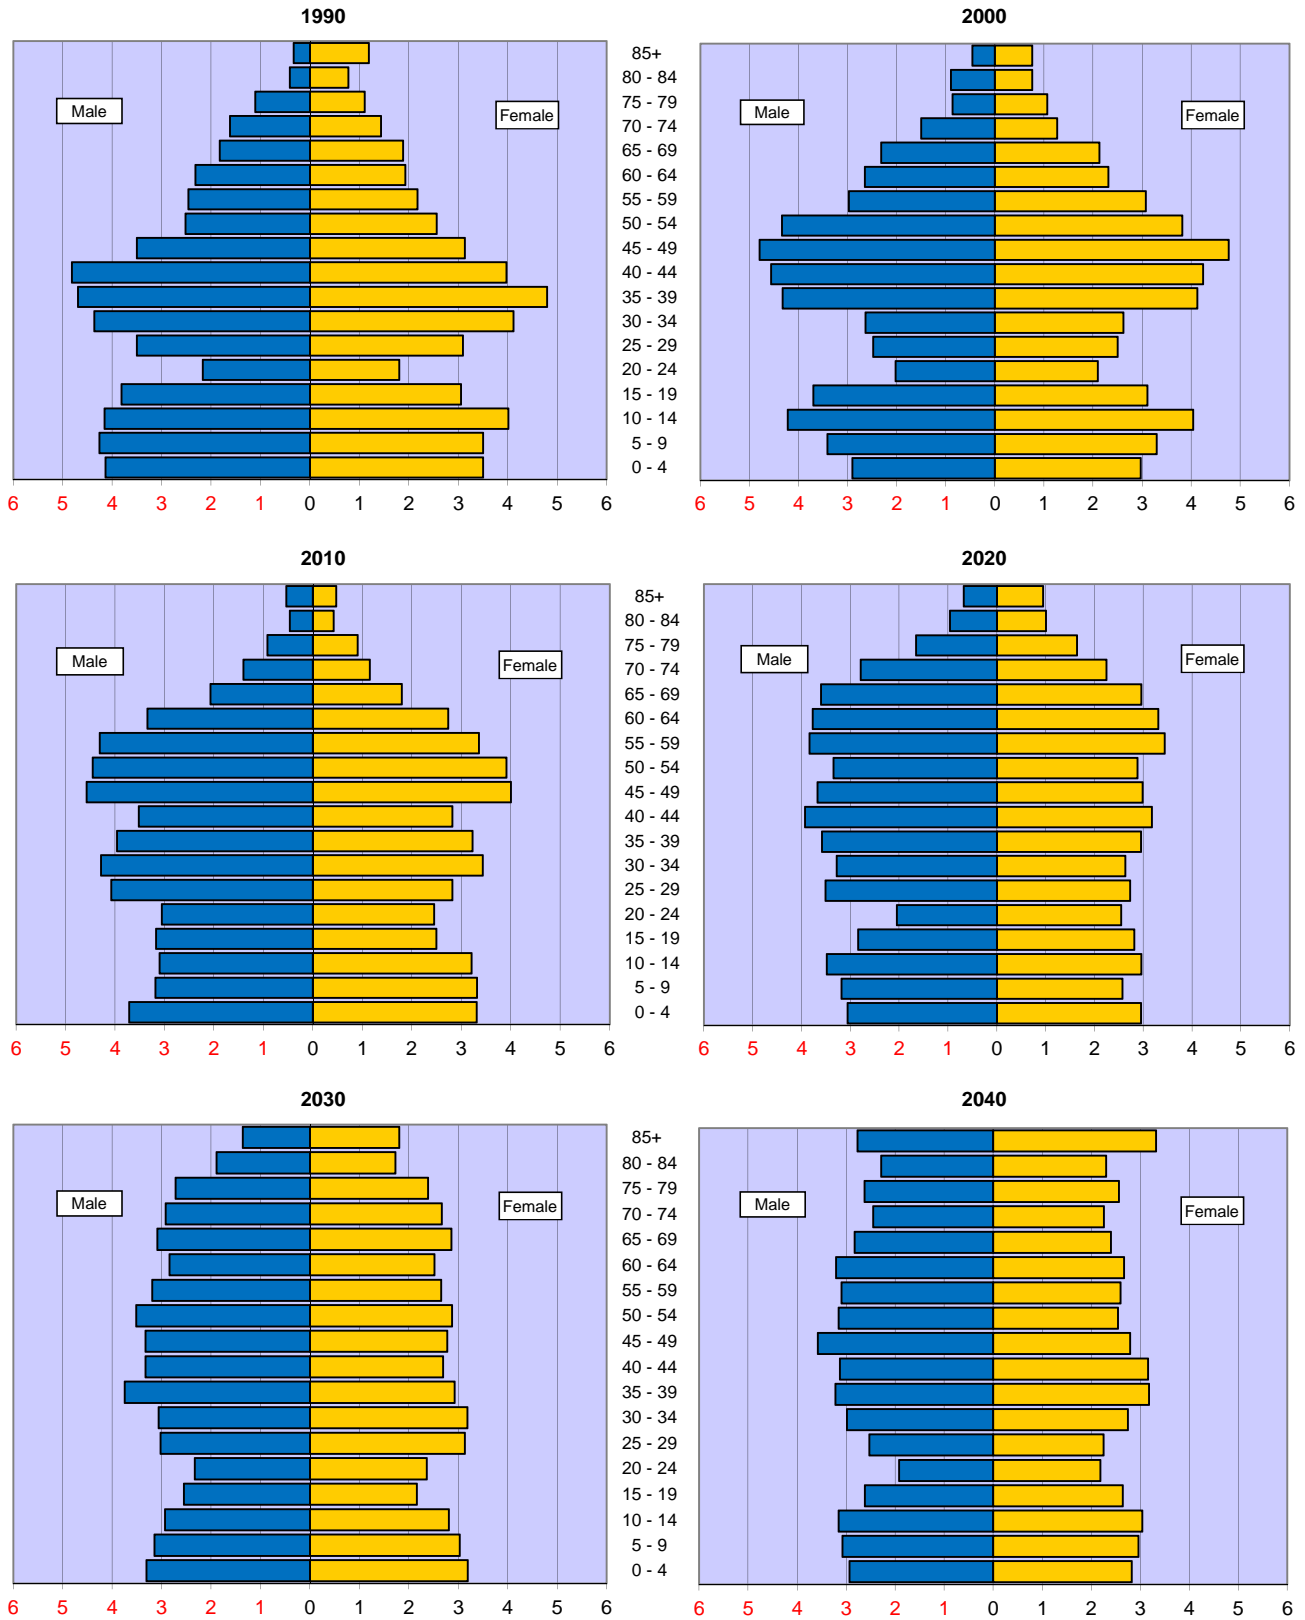 1990
2000
85+
80 - 84
75 - 79
70 - 74
65 - 69
60 - 64
55 - 59
50 - 54
45 - 49
40 - 44
35 - 39
30 - 34
25 - 29
20 - 24
15 - 19
10 - 14
5 - 9
0 - 4
Male
Female
Male
Female
6 5 4 3 2 1 0 1 2 3 4 5 6
6 5 4 3 2 1 0 1 2 3 4 5 6
2010
2020
85+
80 - 84
75 - 79
70 - 74
65 - 69
60 - 64
55 - 59
50 - 54
45 - 49
40 - 44
35 - 39
30 - 34
25 - 29
20 - 24
15 - 19
10 - 14
5 - 9
0 - 4
Male
Female
Male
Female
6 5 4 3 2 1 0 1 2 3 4 5 6
6 5 4 3 2 1 0 1 2 3 4 5 6
2030
2040
85+
80 - 84
75 - 79
70 - 74
65 - 69
60 - 64
55 - 59
50 - 54
45 - 49
40 - 44
35 - 39
30 - 34
25 - 29
20 - 24
15 - 19
10 - 14
5 - 9
0 - 4
Male
Female
Male
Female
6 5 4 3 2 1 0 1 2 3 4 5 6
6 5 4 3 2 1 0 1 2 3 4 5 6